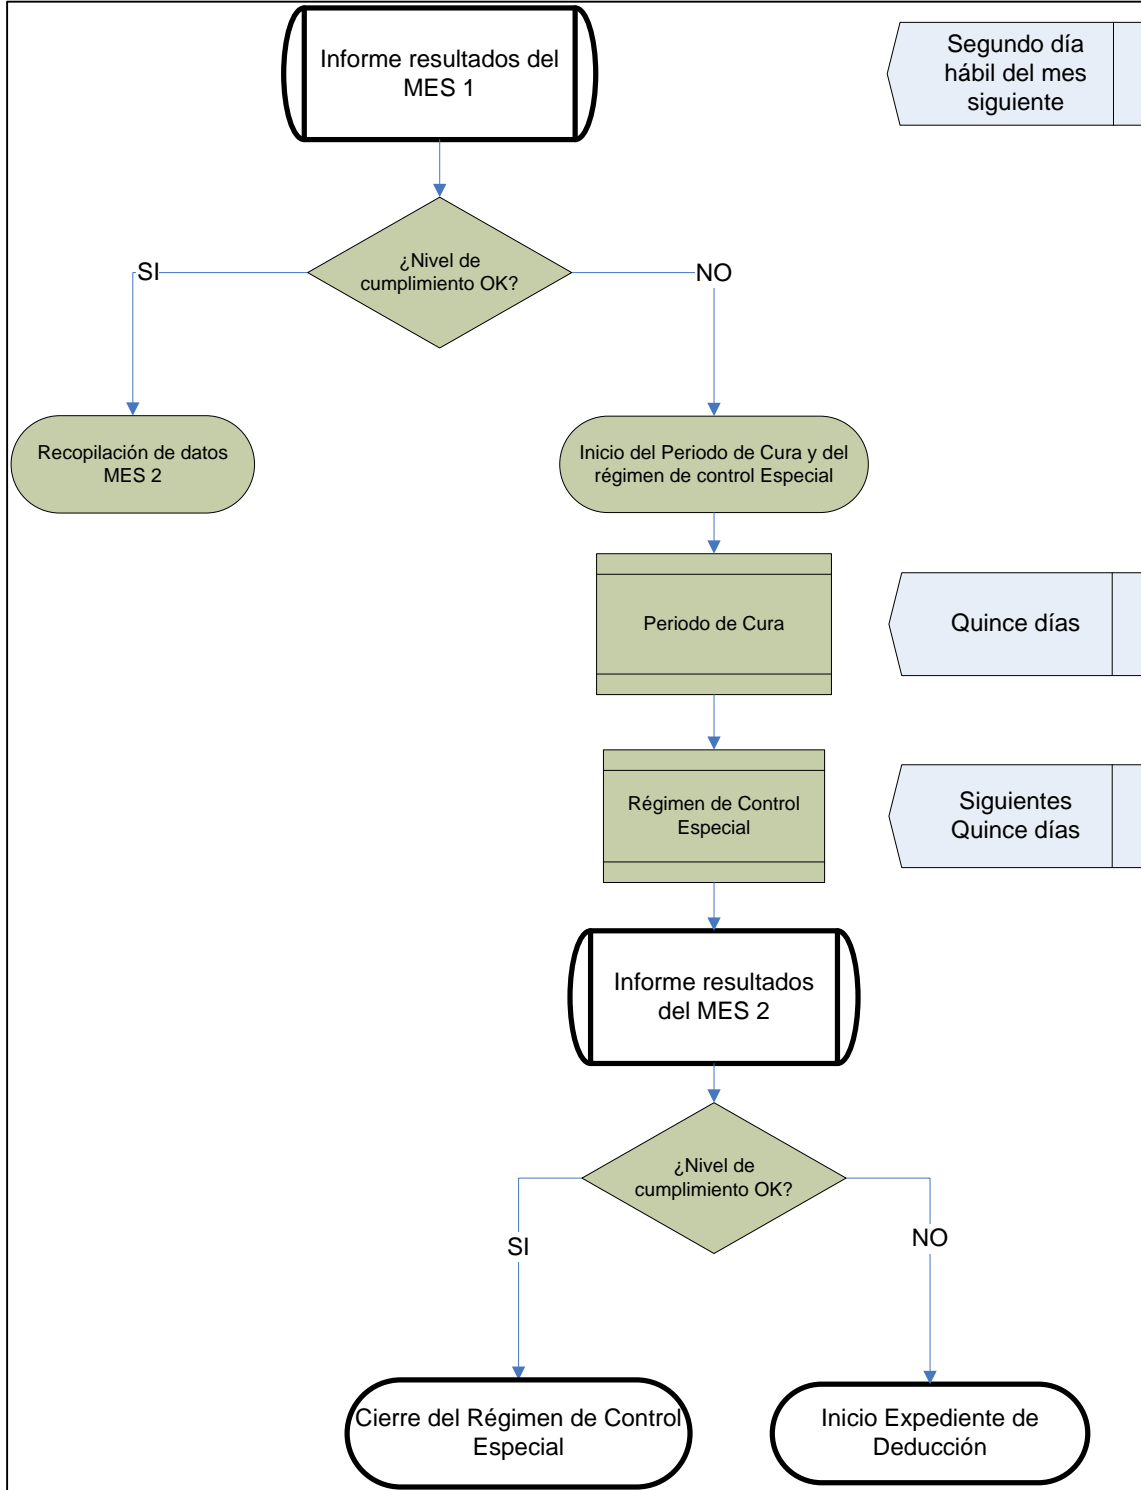 Informe resultados del
MES 1
Segundo día
hábil del mes
siguiente
¿Nivel de
cumplimiento OK?
SI
NO
Recopilación de datos
MES 2
Inicio del Periodo de Cura y del
régimen de control Especial
Periodo de Cura
Quince días
Régimen de Control
Especial
Siguientes
Quince días
Informe resultados
del MES 2
¿Nivel de
cumplimiento OK?
SI
NO
Cierre del Régimen de Control
Especial
Inicio Expediente de
Deducción